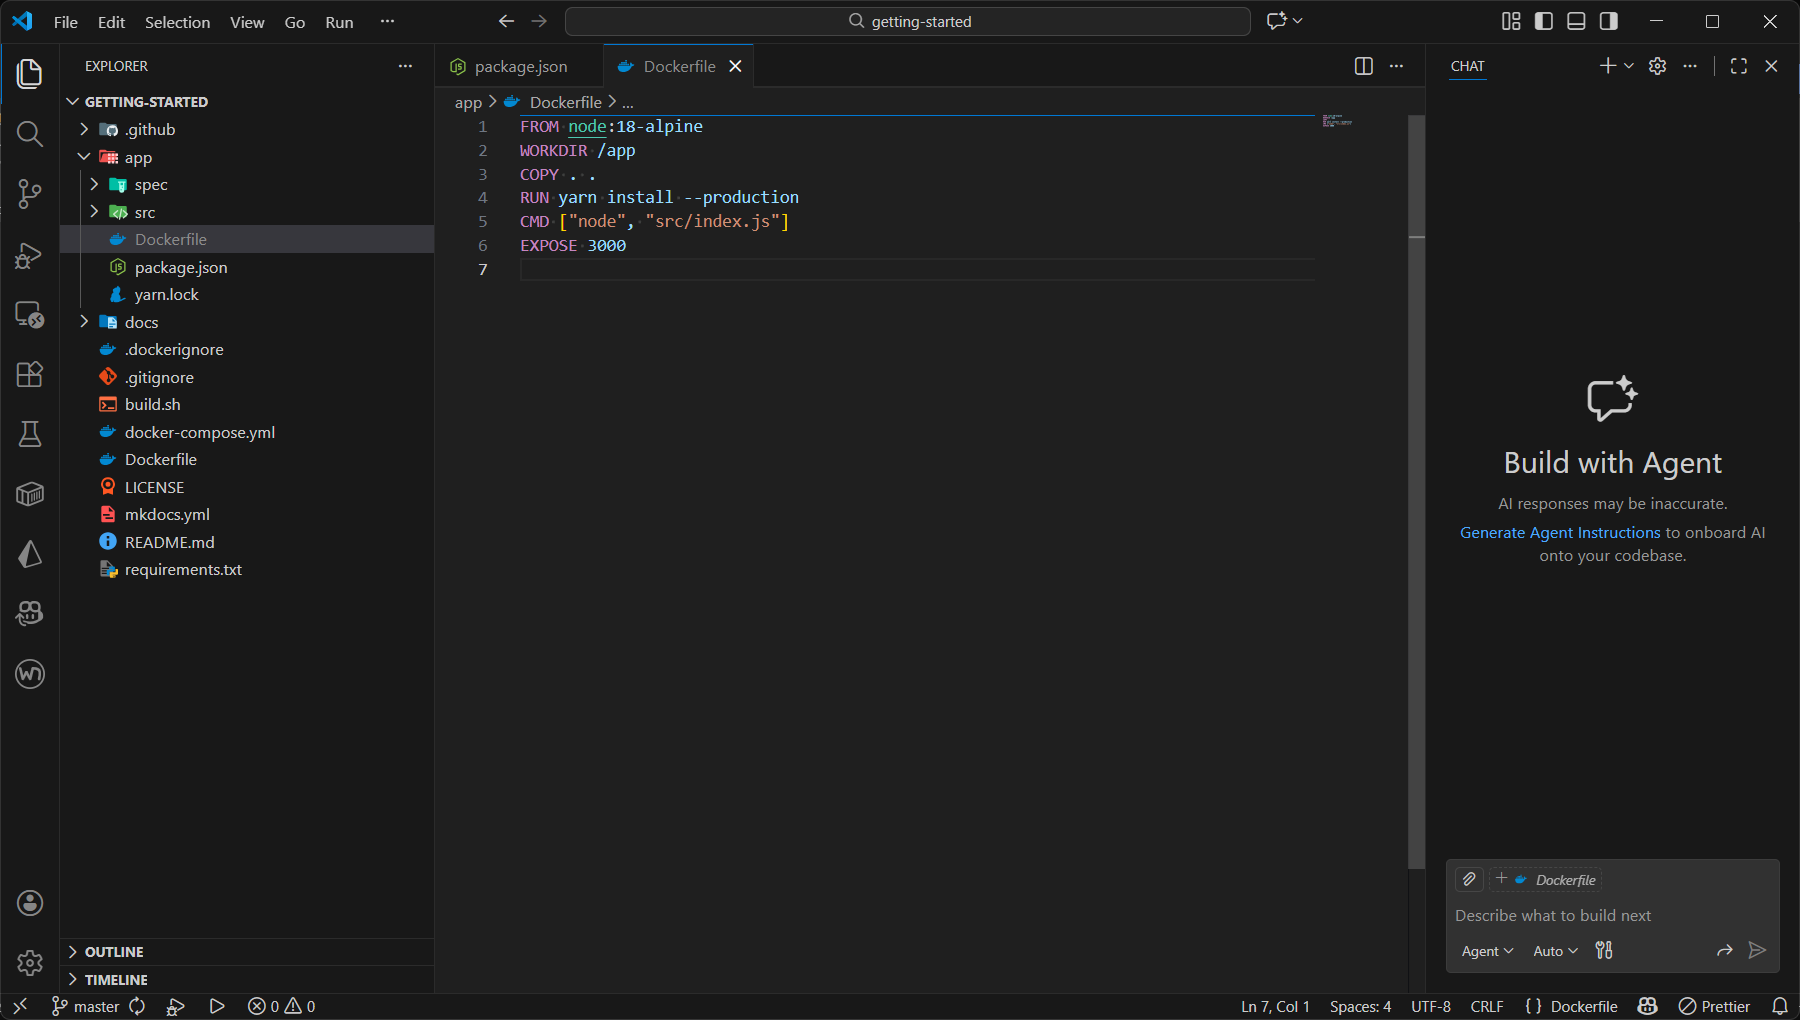 File Edit Selection View Go Run ···
getting-started
EXPLORER ···
GETTING-STARTED
.github
app
spec
src
Dockerfile
package.json
yarn.lock
docs
.dockerignore
.gitignore
build.sh
docker-compose.yml
Dockerfile
LICENSE
mkdocs.yml
README.md
requirements.txt
OUTLINE
TIMELINE
package.json Dockerfile
app > Dockerfile > ...
1 FROM node:18-alpine
2 WORKDIR /app
3 COPY . .
4 RUN yarn install --production
5 CMD ["node", "src/index.js"]
6 EXPOSE 3000
7
CHAT
Build with Agent
AI responses may be inaccurate.
Generate Agent Instructions to onboard AI
onto your codebase.
Dockerfile
Describe what to build next
Agent Auto
master 0 0 Ln 7, Col 1 Spaces: 4 UTF-8 CRLF { } Dockerfile Prettier